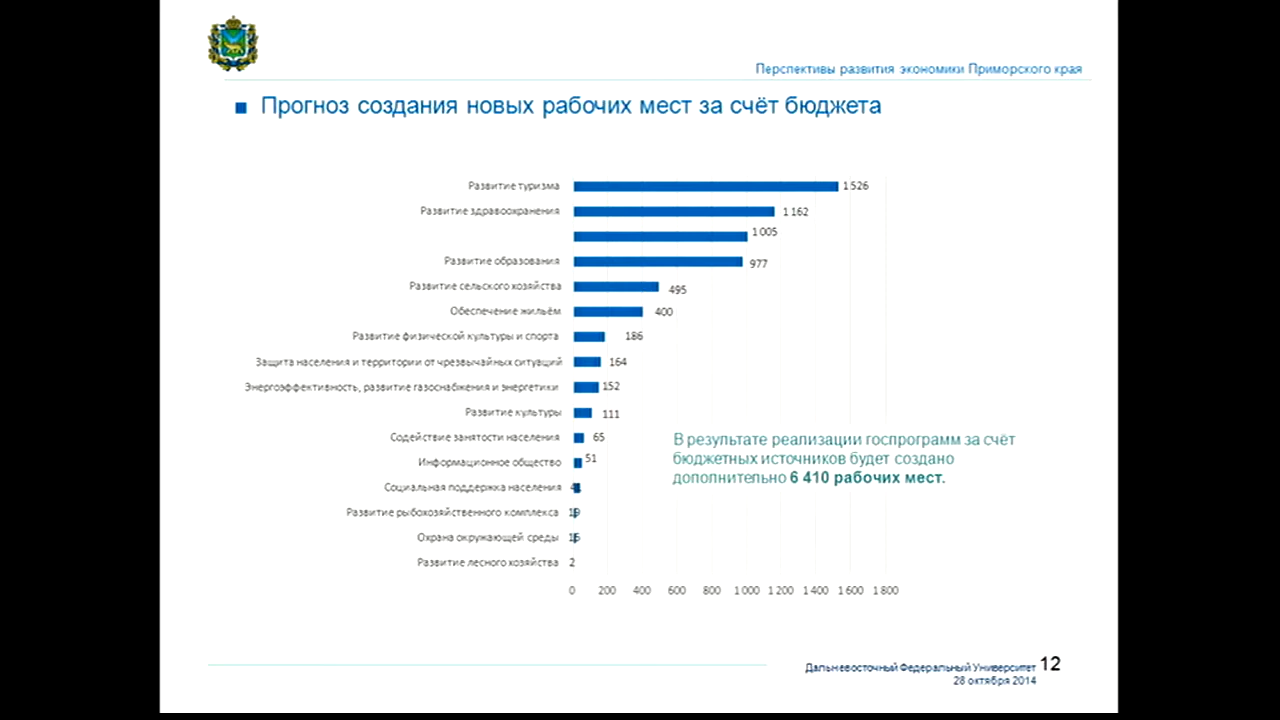 Перспективы развития экономики Приморского края
Прогноз создания новых рабочих мест за счёт бюджета
Развитие туризма 1 526
Развитие здравоохранения 1 162
1 005
Развитие образования 977
Развитие сельского хозяйства 495
Обеспечение жильём 400
Развитие физической культуры и спорта 186
Защита населения и территории от чрезвычайных ситуаций 164
Энергоэффективность, развитие газоснабжения и энергетики 152
Развитие культуры 111
Содействие занятости населения 65
Информационное общество 51
Социальная поддержка населения
Развитие рыбохозяйственного комплекса 19
Охрана окружающей среды
Развитие лесного хозяйства 2
В результате реализации госпрограмм за счёт
бюджетных источников будет создано
дополнительно 6 410 рабочих мест.
0 200 400 600 800 1 000 1 200 1 400 1 600 1 800
Дальневосточный Федеральный Университет 12
28 октября 2014